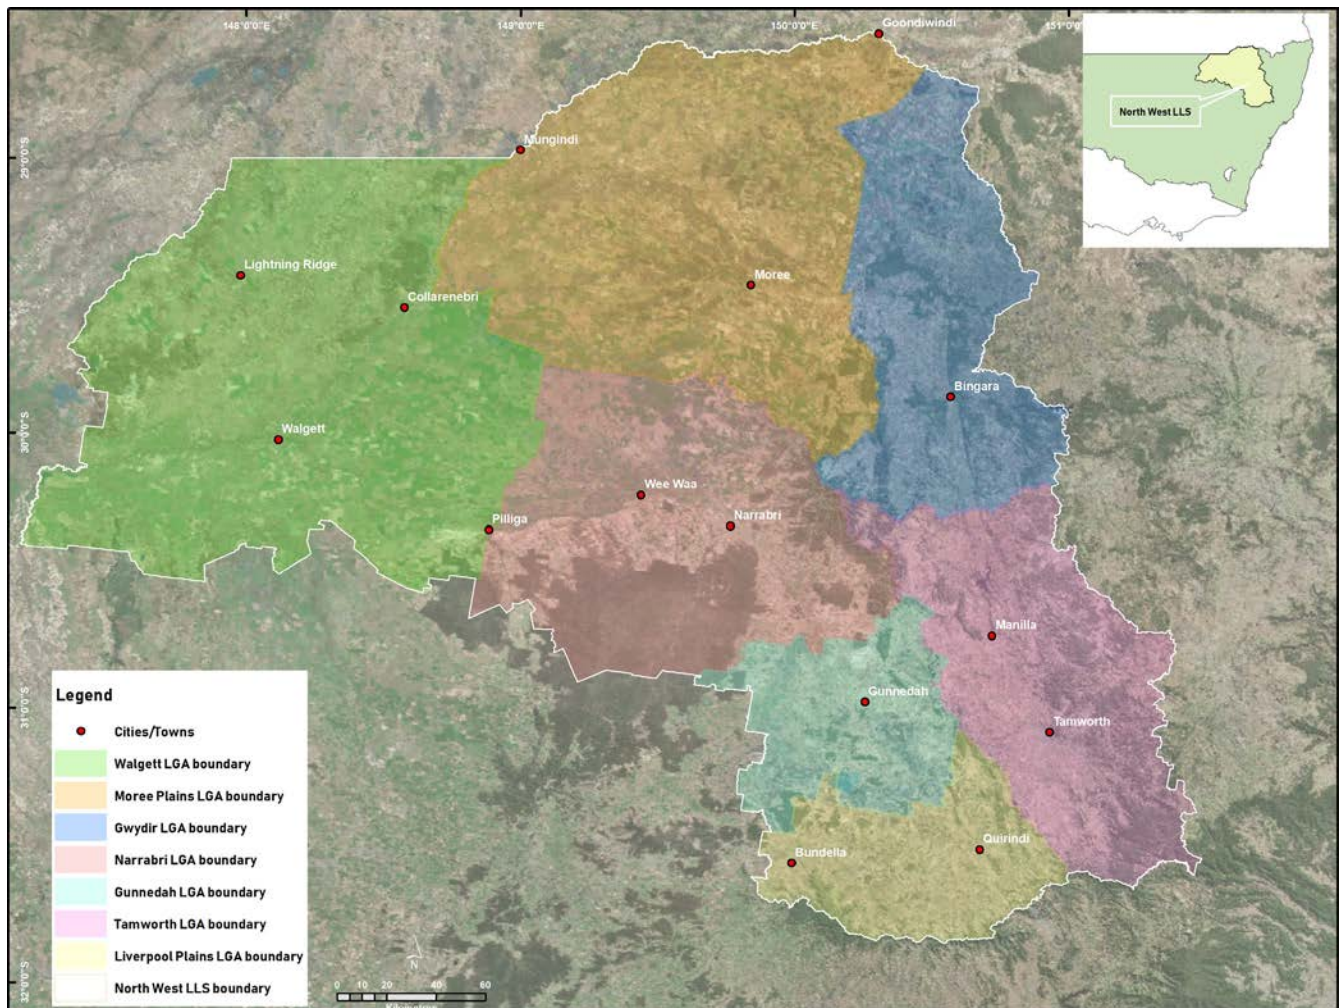 148°0'0"E
149°0'0"E
150°0'0"E
151°0'0"E
Goondiwindi
North West LLS
Mungindi
29°0'0"S
Lightning Ridge
Moree
Collarenebri
Bingara
30°0'0"S
Walgett
Wee Waa
Pilliga
Narrabri
Manilla
Legend
Gunnedah
31°0'0"S
Cities/Towns
Tamworth
Walgett LGA boundary
Moree Plains LGA boundary
Gwydir LGA boundary
Bundella
Quirindi
Narrabri LGA boundary
Gunnedah LGA boundary
Tamworth LGA boundary
Liverpool Plains LGA boundary
N
North West LLS boundary
32°0'0"S
0 10 20 40 60
Kilometres